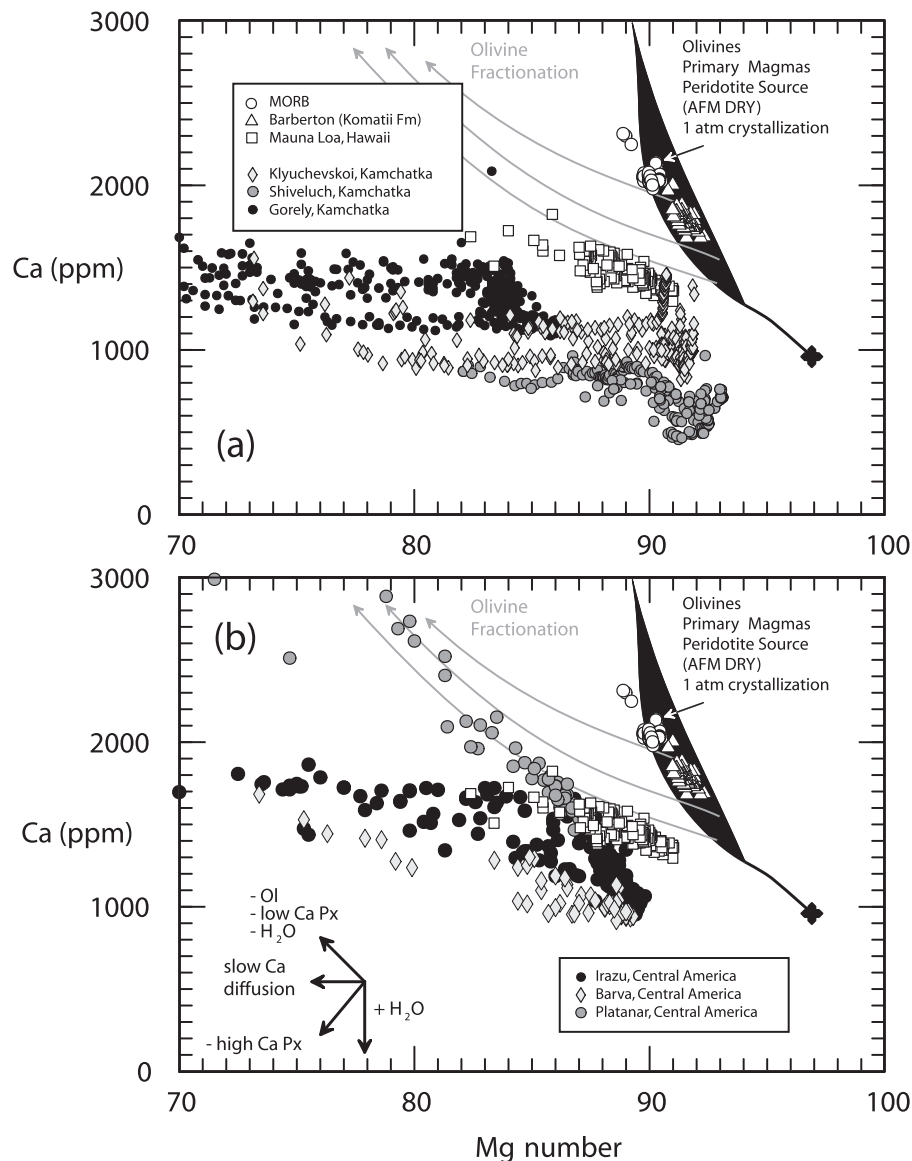 3000
Olivine
Fractionation
Olivines
Primary Magmas
Peridotite Source
(AFM DRY)
1 atm crystallization
MORB
Barberton (Komatii Fm)
Mauna Loa, Hawaii
Klyuchevskoi, Kamchatka
Shiveluch, Kamchatka
Gorely, Kamchatka
2000
Ca (ppm)
1000
(a)
0
70
80
90
100
3000
(b)
Olivine
Fractionation
Olivines
Primary Magmas
Peridotite Source
(AFM DRY)
1 atm crystallization
2000
Ca (ppm)
1000
- Ol
- low Ca Px
- H2O
slow Ca
diffusion
+ H2O
- high Ca Px
Irazu, Central America
Barva, Central America
Platanar, Central America
0
70
80
90
100
Mg number